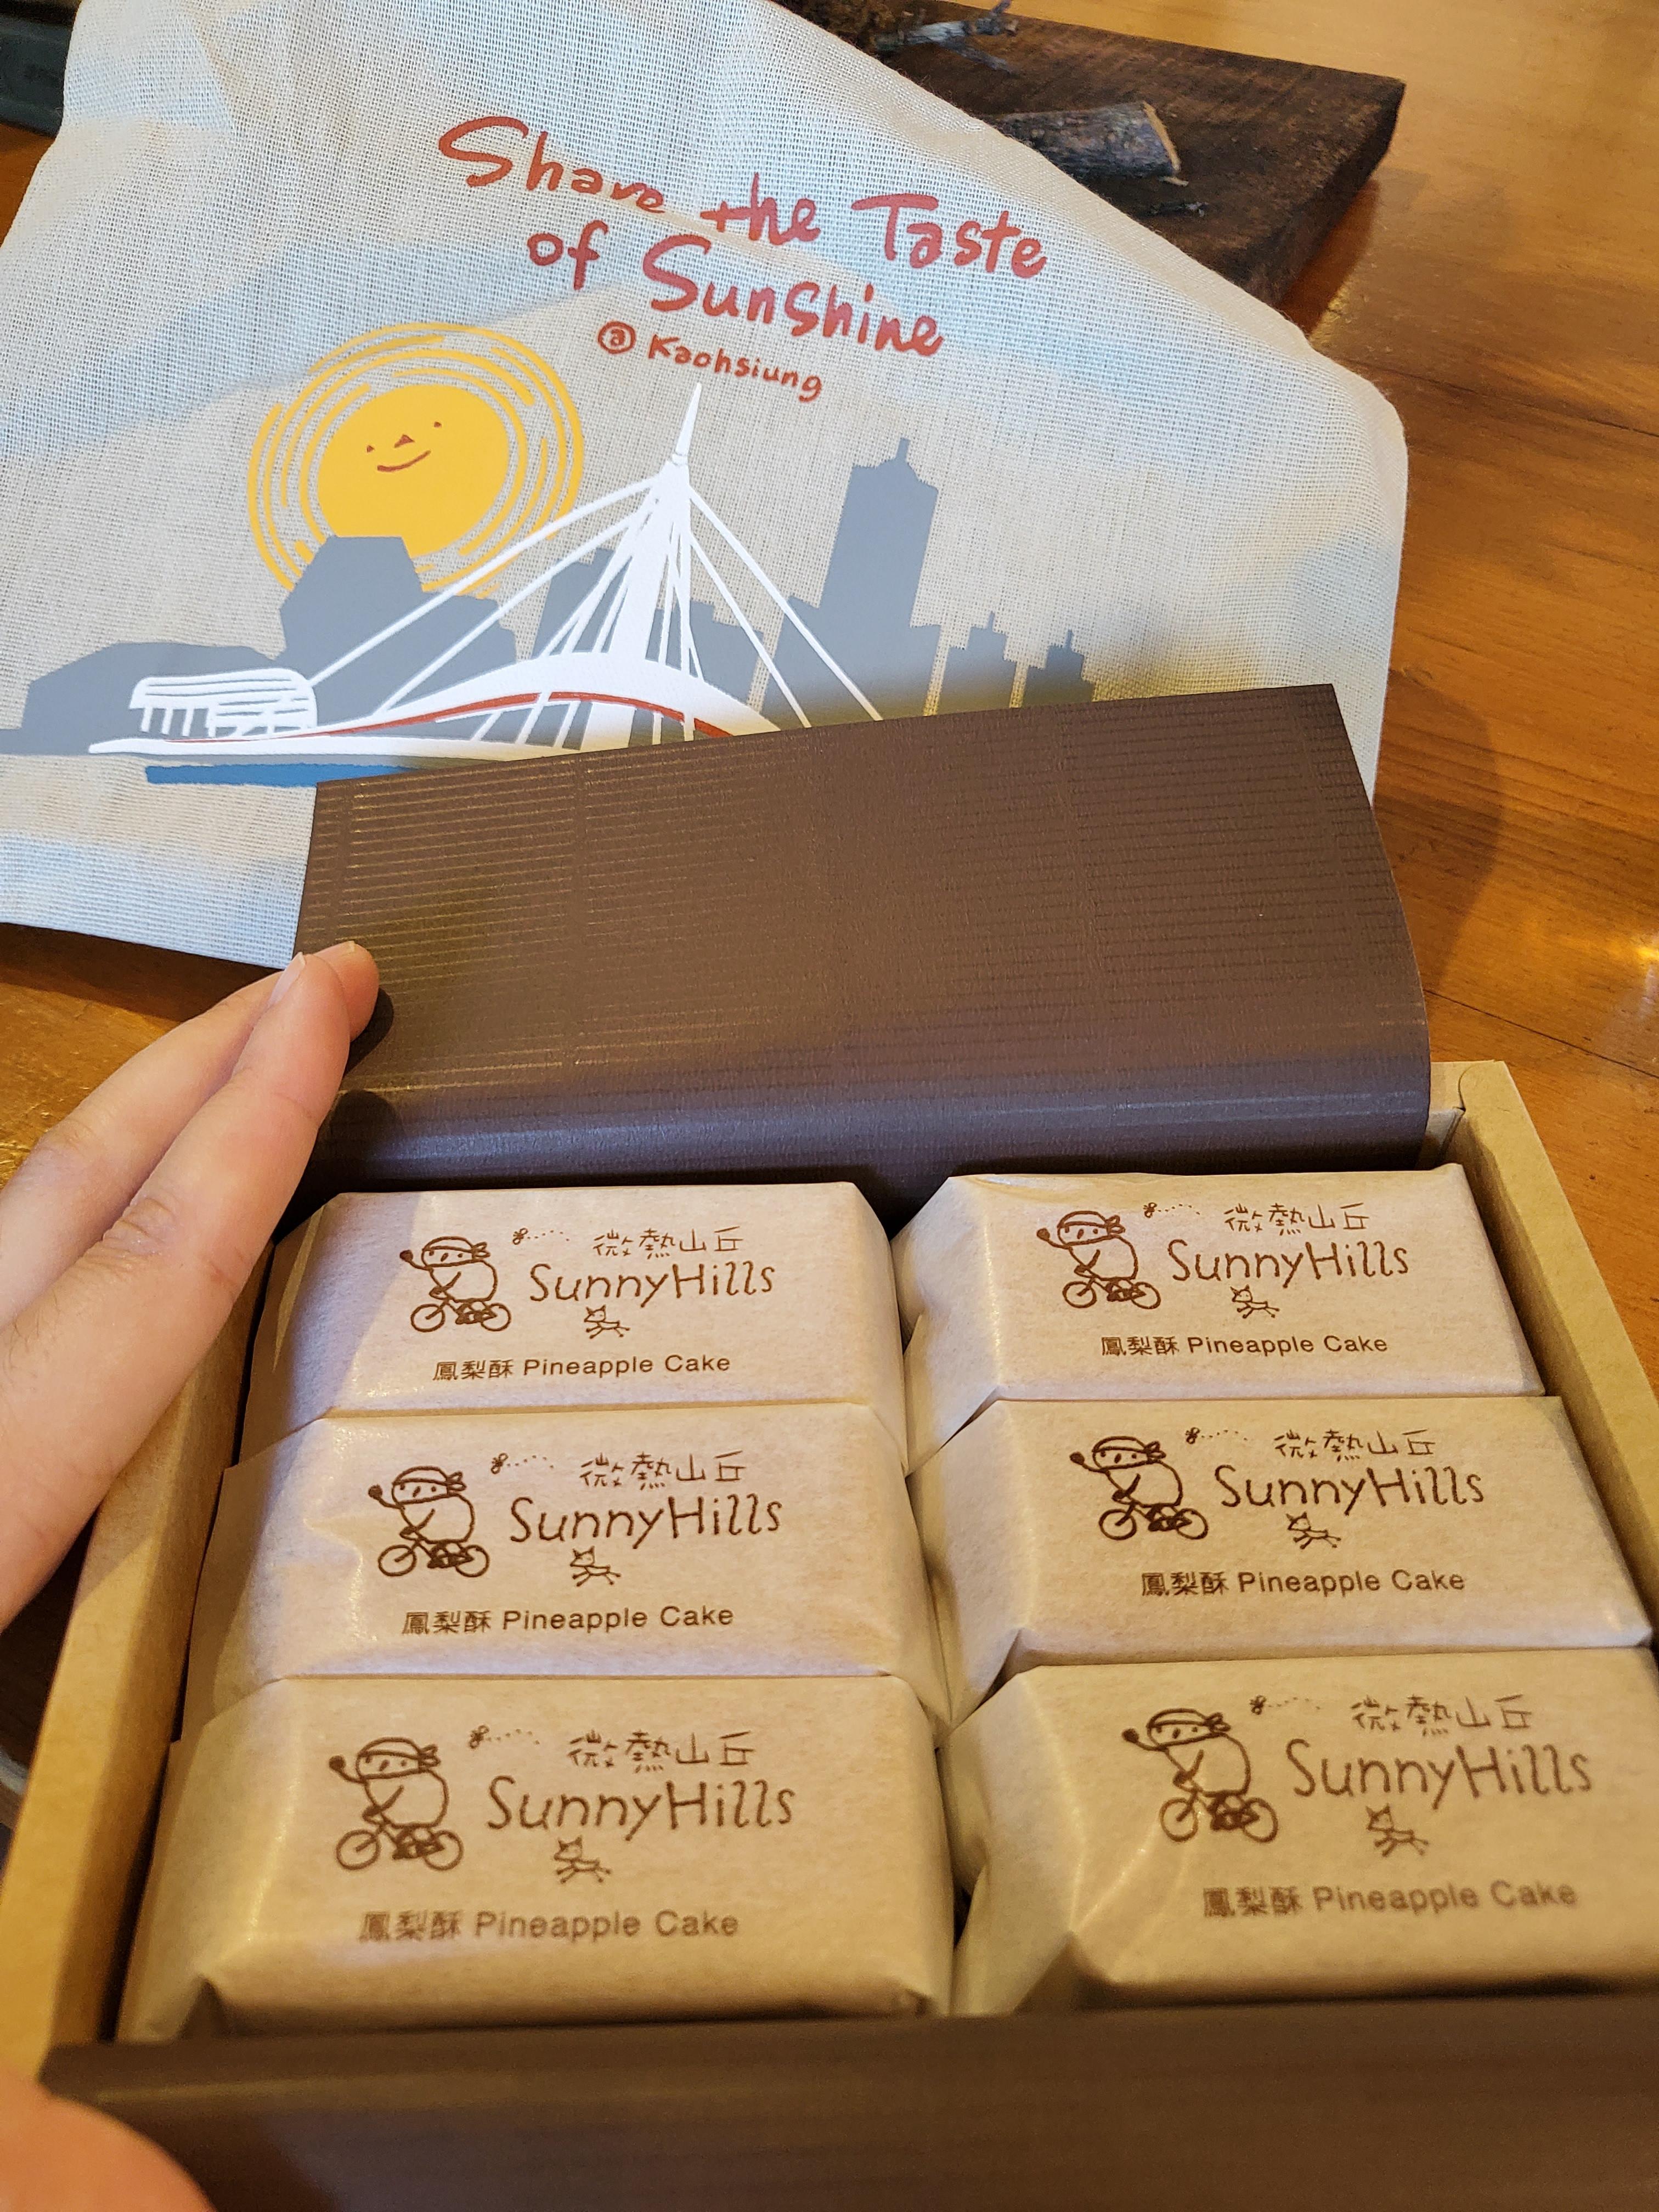 Share the Taste
of Sunshine
@ Kaohsiung
微熱山丘
SunnyHills
鳳梨酥 Pineapple Cake
微熱山丘
SunnyHills
鳳梨酥 Pineapple Cake
微熱山丘
SunnyHills
鳳梨酥 Pineapple Cake
微熱山丘
SunnyHills
鳳梨酥 Pineapple Cake
微熱山丘
SunnyHills
鳳梨酥 Pineapple Cake
微熱山丘
SunnyHills
鳳梨酥 Pineapple Cake